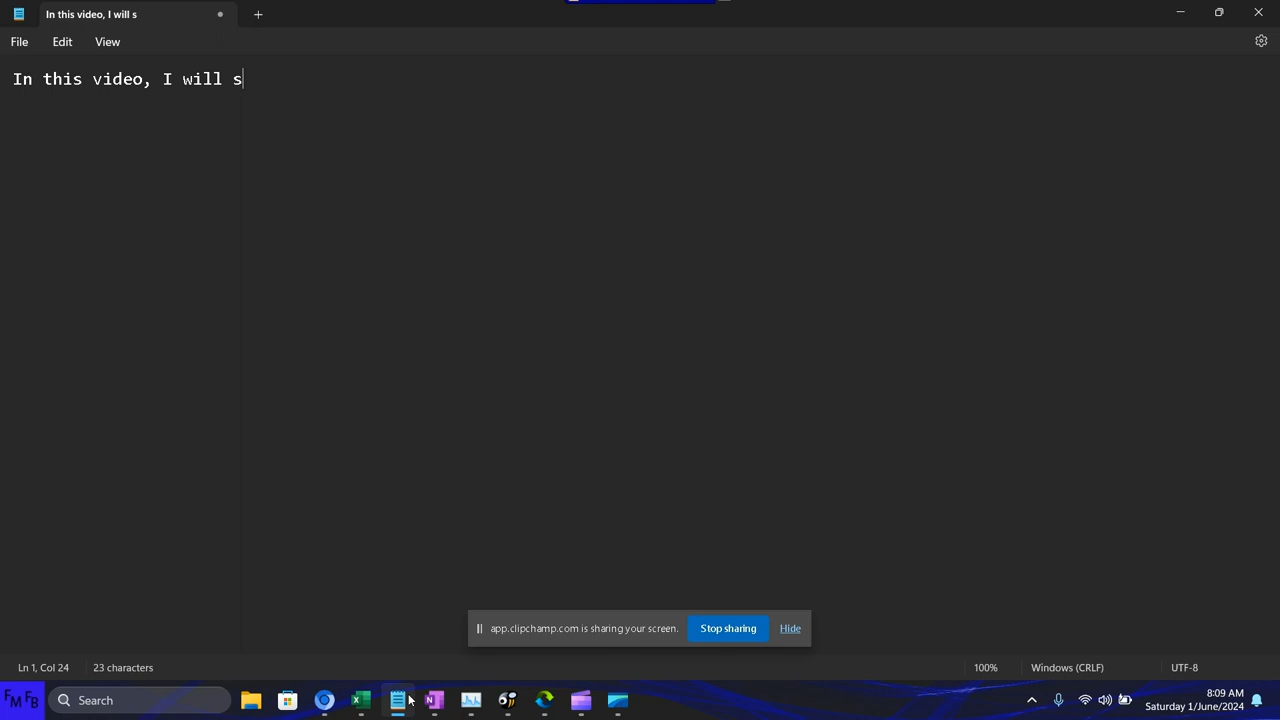 In this video, I will s
File Edit View
In this video, I will s
app.clipchamp.com is sharing your screen. Stop sharing Hide
Ln 1, Col 24 23 characters 100% Windows (CRLF) UTF-8
FM FB Search 8:09 AM
Saturday 1/June/2024